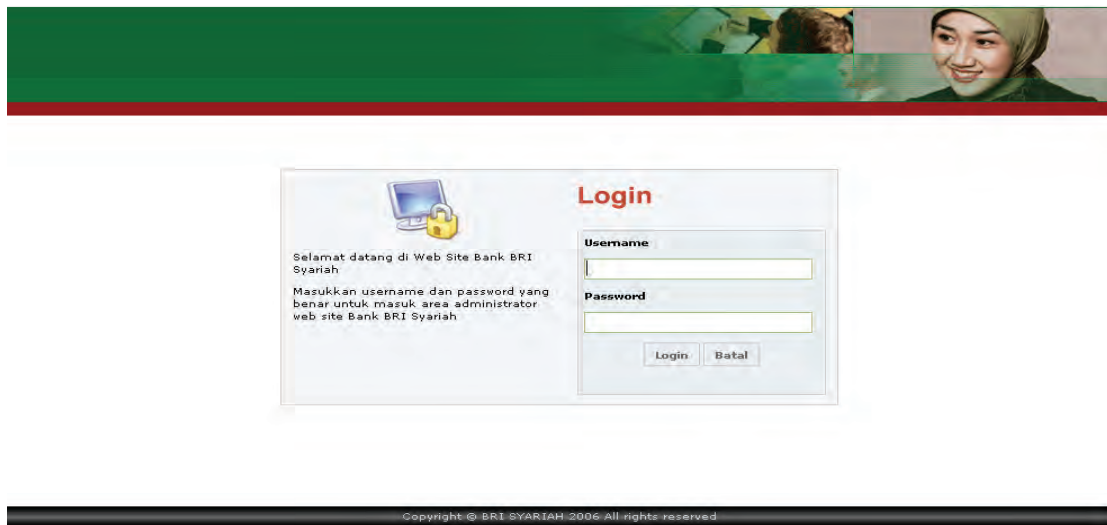 Login
Selamat datang di Web Site Bank BRI
Syariah
Masukkan username dan password yang
benar untuk masuk area administrator
web site Bank BRI Syariah
Username
Password
Login Batal
Copyright © BRI SYARIAH 2006 All rights reserved